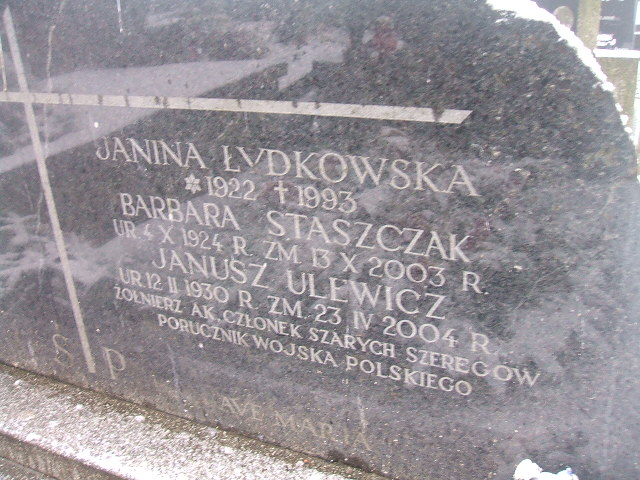 JANINA ŁVDKOWSKA
✡ 1922 † 1993
BARBARA STASZCZAK
UR. 4 X 1924 R. ZM. 13 X 2003 R.
JANUSZ ULEWICZ
UR. 12 II 1930 R. ZM. 23 IV 2004 R.
ŻOŁNIERZ AK, CZŁONEK SZARYCH SZEREGÓW
PORUCZNIK WOJSKA POLSKIEGO
S P
AVE MARIA